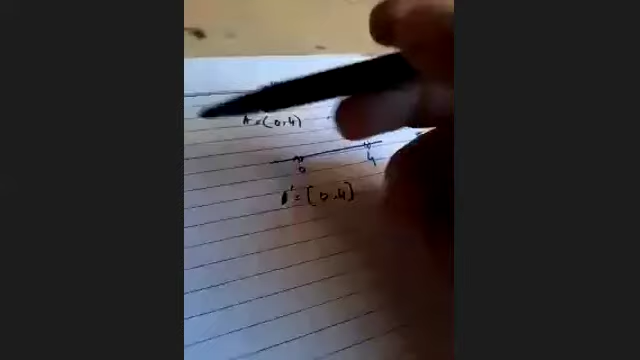 A = (0,4)
0 4
A' = [0,4]